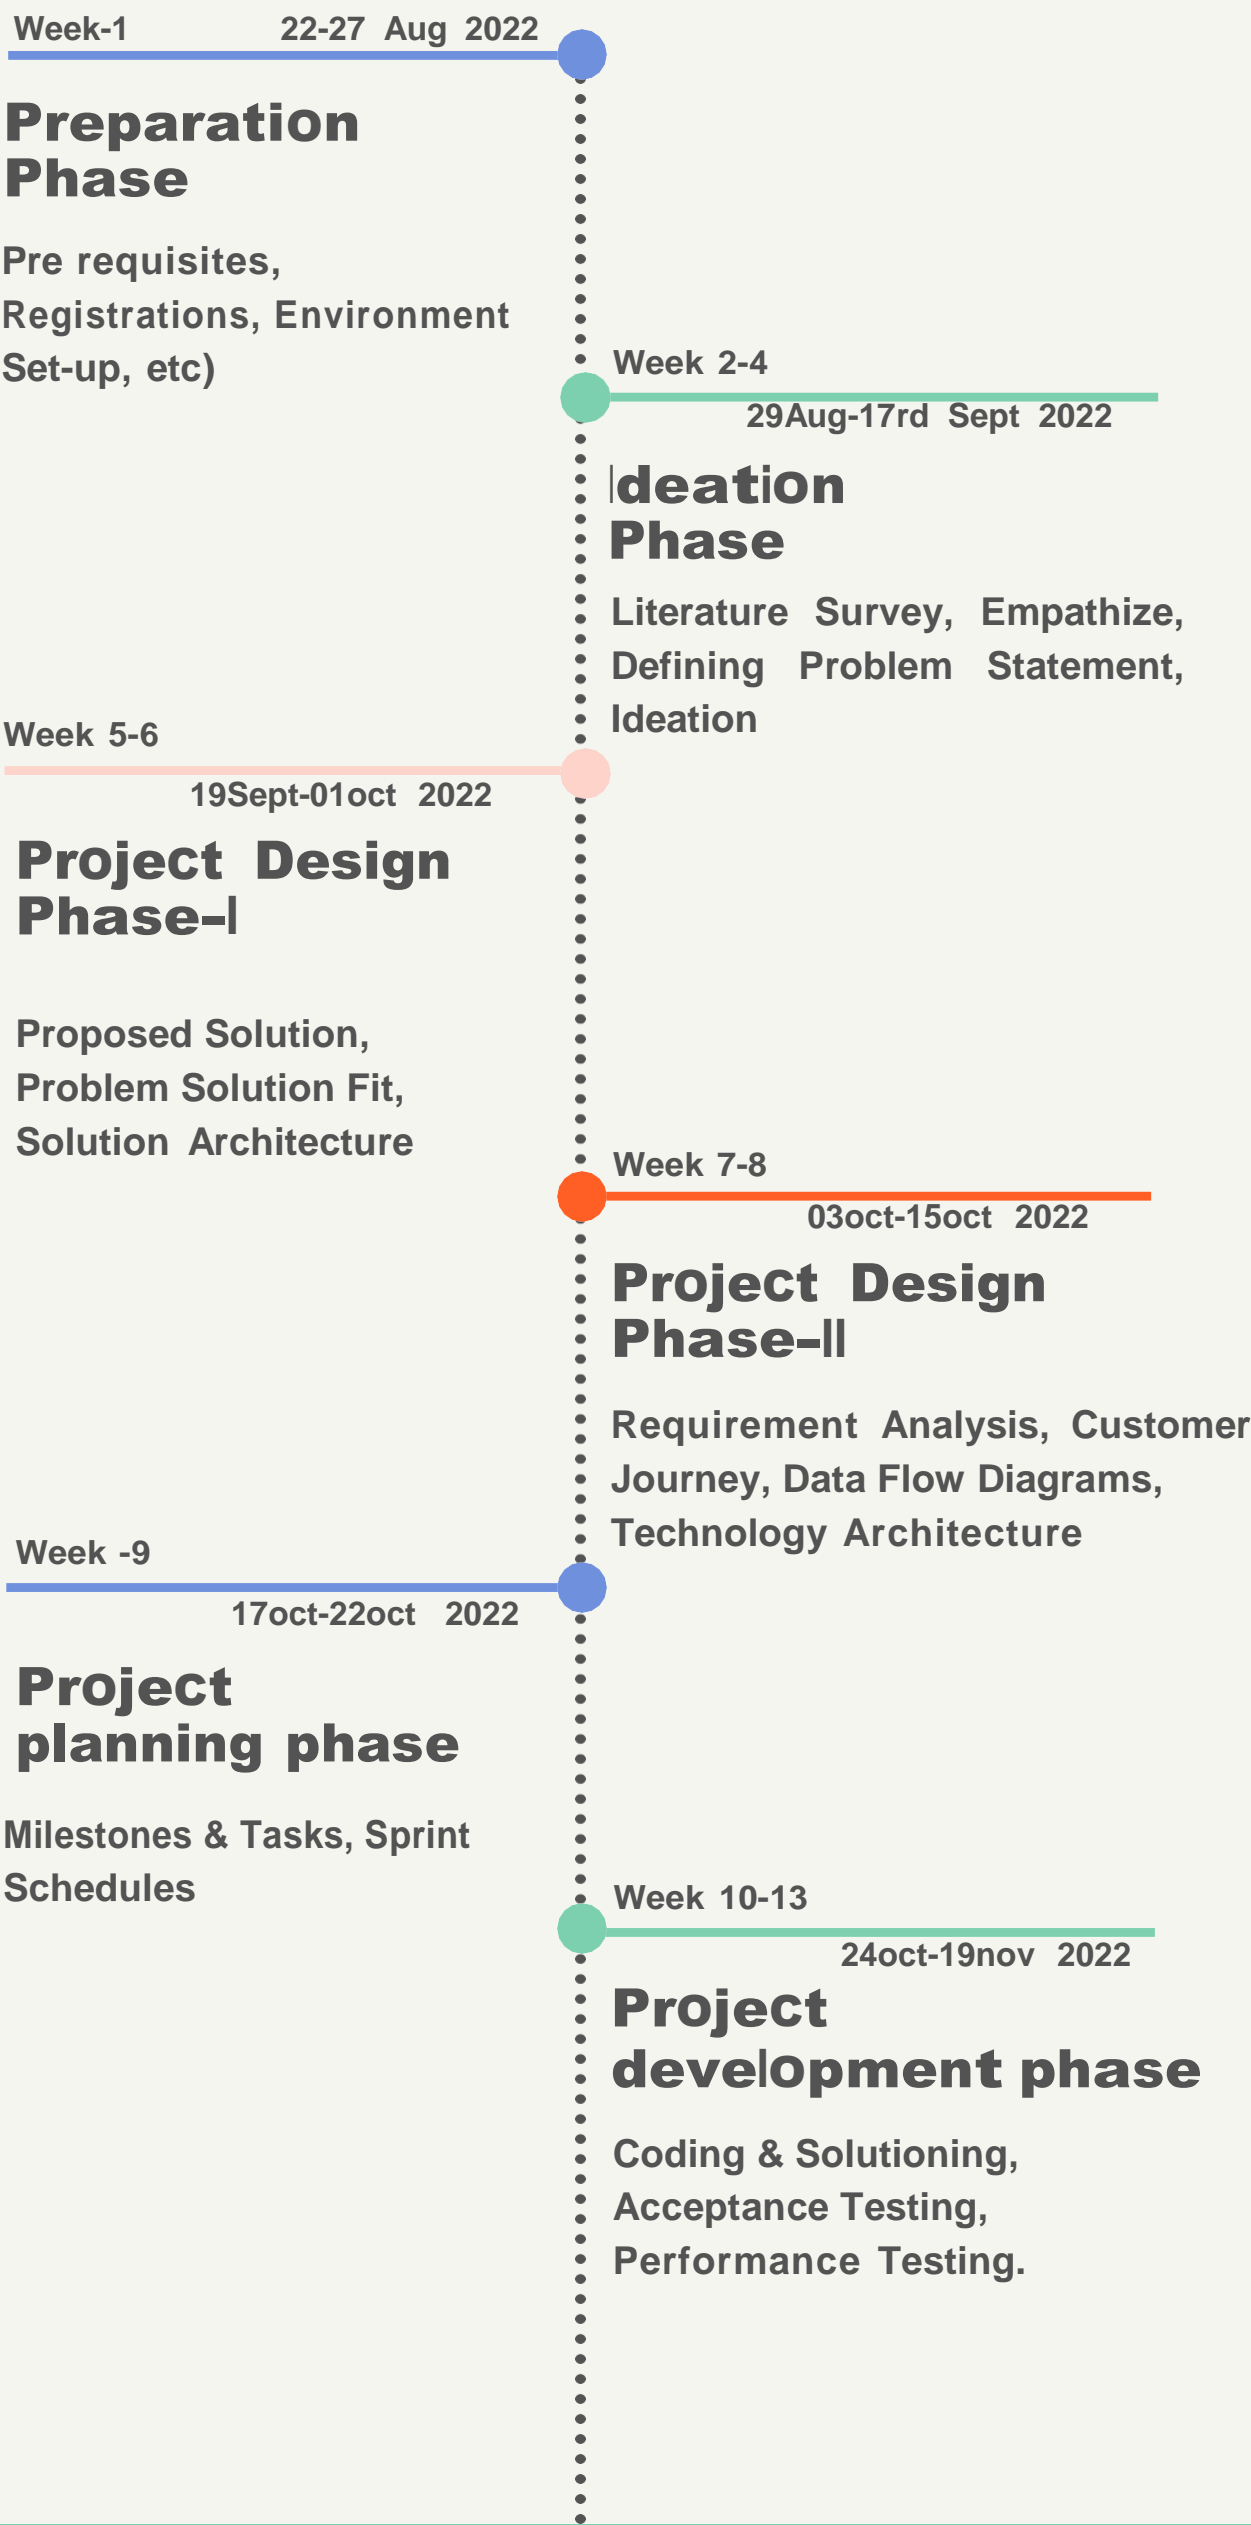 Week-1 22-27 Aug 2022
Preparation
Phase
Pre requisites,
Registrations, Environment
Set-up, etc)
Week 2-4
29Aug-17rd Sept 2022
Ideation
Phase
Literature Survey, Empathize,
Defining Problem Statement,
Ideation
Week 5-6
19Sept-01oct 2022
Project Design
Phase-I
Proposed Solution,
Problem Solution Fit,
Solution Architecture
Week 7-8
03oct-15oct 2022
Project Design
Phase-II
Requirement Analysis, Customer
Journey, Data Flow Diagrams,
Technology Architecture
Week -9
17oct-22oct 2022
Project
planning phase
Milestones & Tasks, Sprint
Schedules
Week 10-13
24oct-19nov 2022
Project
development phase
Coding & Solutioning,
Acceptance Testing,
Performance Testing.